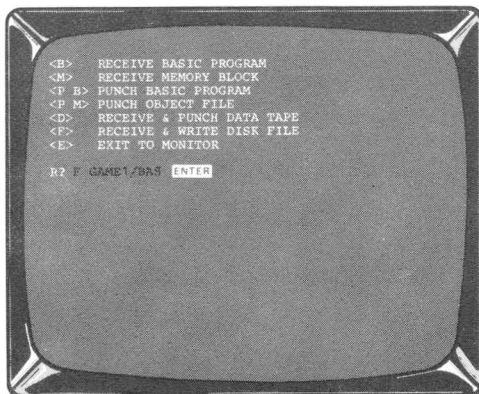 <B> RECEIVE BASIC PROGRAM
<M> RECEIVE MEMORY BLOCK
<P B> PUNCH BASIC PROGRAM
<P M> PUNCH OBJECT FILE
<D> RECEIVE & PUNCH DATA TAPE
<F> RECEIVE & WRITE DISK FILE
<E> EXIT TO MONITOR
R? F GAME1/BAS ENTER